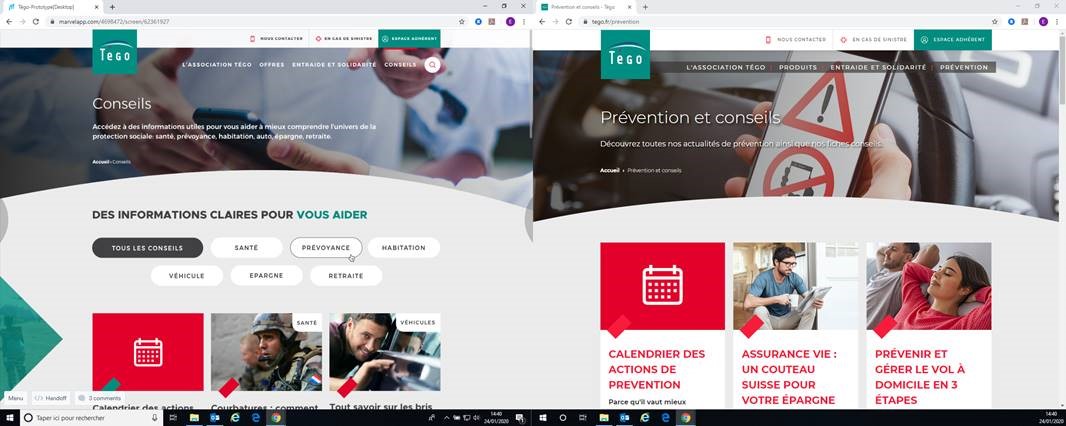 Tégo-Prototype(Desktop)
marvelapp.com/4698472/screen/62361927
Tégo
NOUS CONTACTER
EN CAS DE SINISTRE
ESPACE ADHÉRENT
L'ASSOCIATION TÉGO OFFRES ENTRAIDE ET SOLIDARITÉ CONSEILS
Conseils
Accédez à des informations utiles pour vous aider à mieux comprendre l'univers de la
protection sociale: santé, prévoyance, habitation, auto, épargne, retraite.
Accueil › Conseils
DES INFORMATIONS CLAIRES POUR VOUS AIDER
TOUS LES CONSEILS SANTÉ PRÉVOYANCE HABITATION
VÉHICULE EPARGNE RETRAITE
SANTÉ
VÉHICULES
Calendrier des actions
Courbatures : comment
Tout savoir sur les bris
Menu
Handoff
3 comments
Taper ici pour rechercher
14:40
24/01/2020
Prévention et conseils - Tégo
tego.fr/prevention
Tégo
NOUS CONTACTER
EN CAS DE SINISTRE
ESPACE ADHÉRENT
L'ASSOCIATION TÉGO PRODUITS ENTRAIDE ET SOLIDARITÉ PRÉVENTION
Prévention et conseils
Découvrez toutes nos actualités de prévention ainsi que nos fiches conseils.
Accueil › Prévention et conseils
CALENDRIER DES
ACTIONS DE
PREVENTION
Parce qu'il vaut mieux
ASSURANCE VIE :
UN COUTEAU
SUISSE POUR
VOTRE ÉPARGNE
PRÉVENIR ET
GÉRER LE VOL À
DOMICILE EN 3
ÉTAPES
14:40
24/01/2020